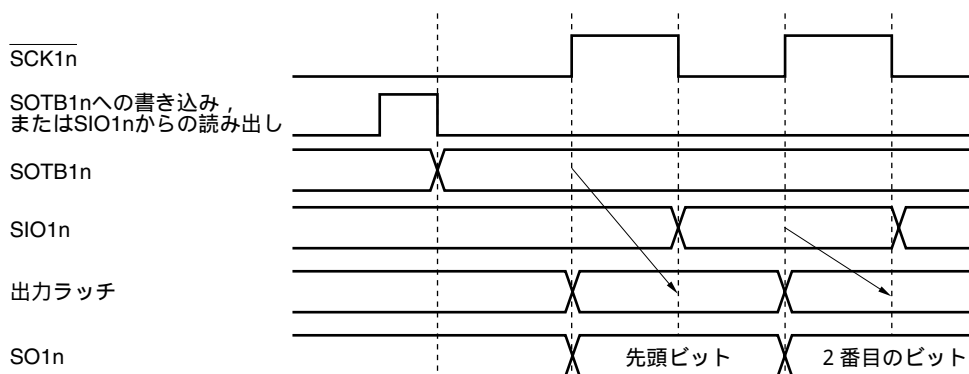 SCK1n
SOTB1nへの書き込み，
またはSIO1nからの読み出し
SOTB1n
SIO1n
出力ラッチ
SO1n
先頭ビット
2番目のビット